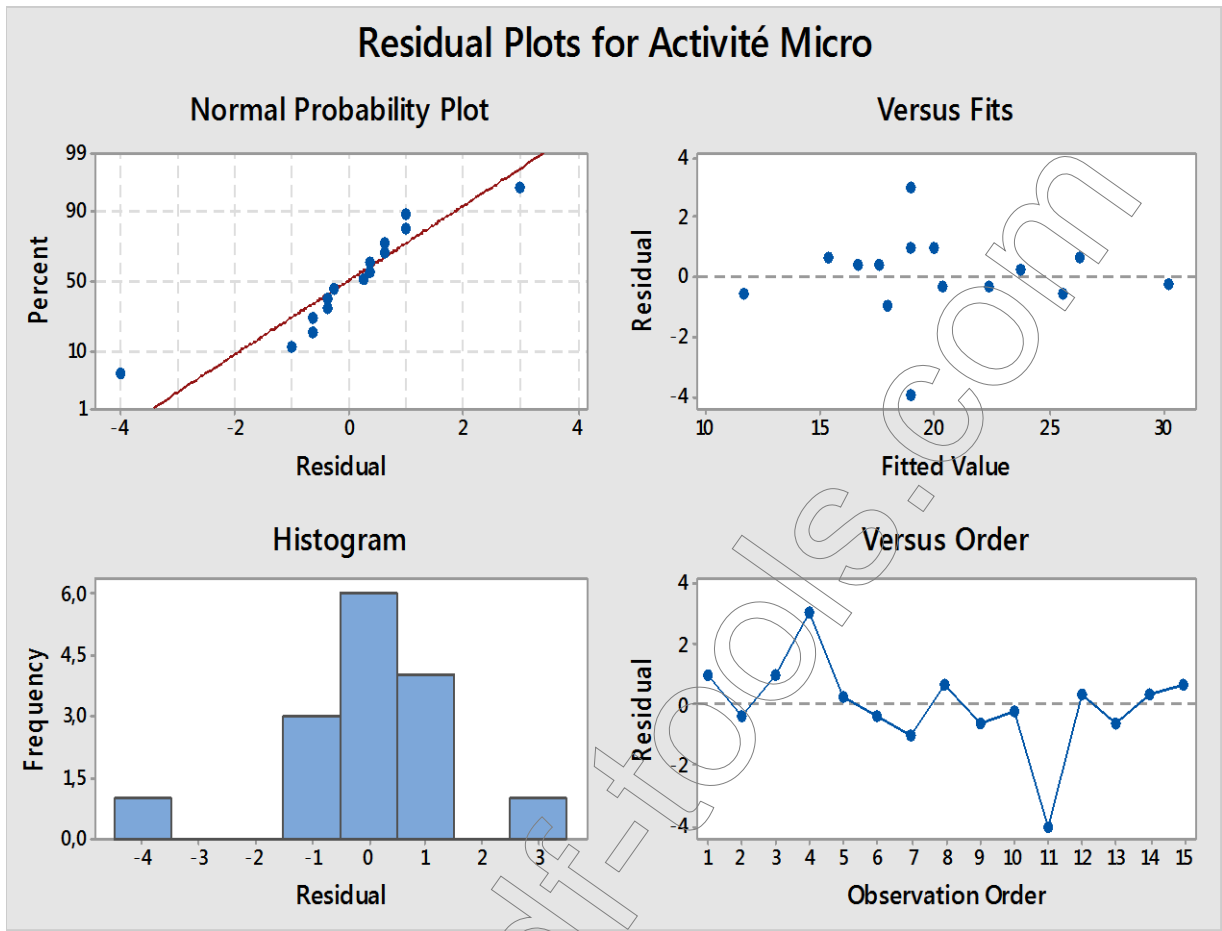 Residual Plots for Activité Micro
Normal Probability Plot
99
90
50
10
1
Percent
-4 -2 0 2 4
Residual
Versus Fits
4
2
0
-2
-4
Residual
10 15 20 25 30
Fitted Value
Histogram
6,0
4,5
3,0
1,5
0,0
Frequency
-4 -3 -2 -1 0 1 2 3
Residual
Versus Order
4
2
0
-2
-4
Residual
1 2 3 4 5 6 7 8 9 10 11 12 13 14 15
Observation Order
df-tools.com